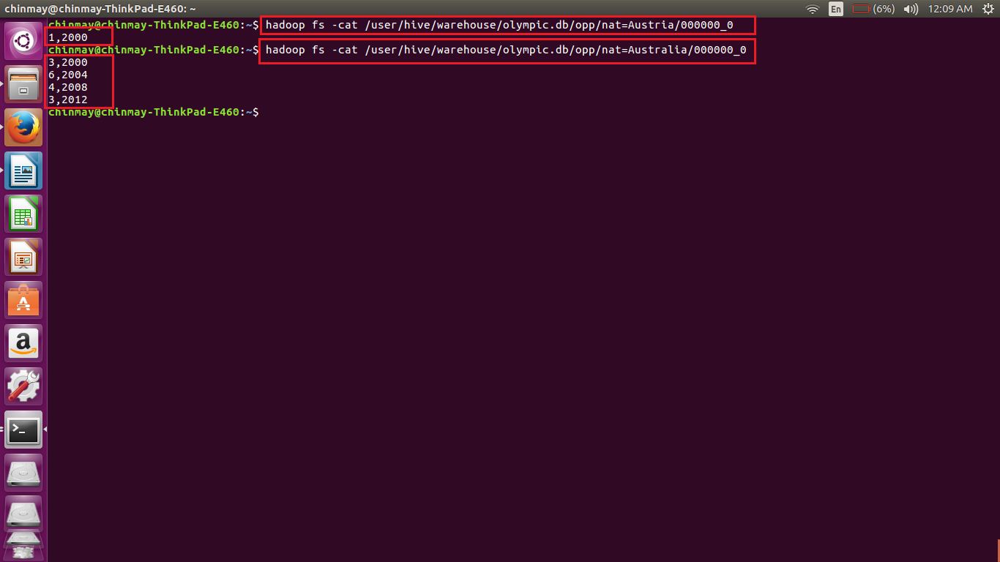 chinmay@chinmay-ThinkPad-E460: ~
En
(6%)
12:09 AM
chinmay@chinmay-ThinkPad-E460:~$ hadoop fs -cat /user/hive/warehouse/olympic.db/opp/nat=Austria/000000_0
1,2000
chinmay@chinmay-ThinkPad-E460:~$ hadoop fs -cat /user/hive/warehouse/olympic.db/opp/nat=Australia/000000_0
3,2000
6,2004
4,2008
3,2012
chinmay@chinmay-ThinkPad-E460:~$